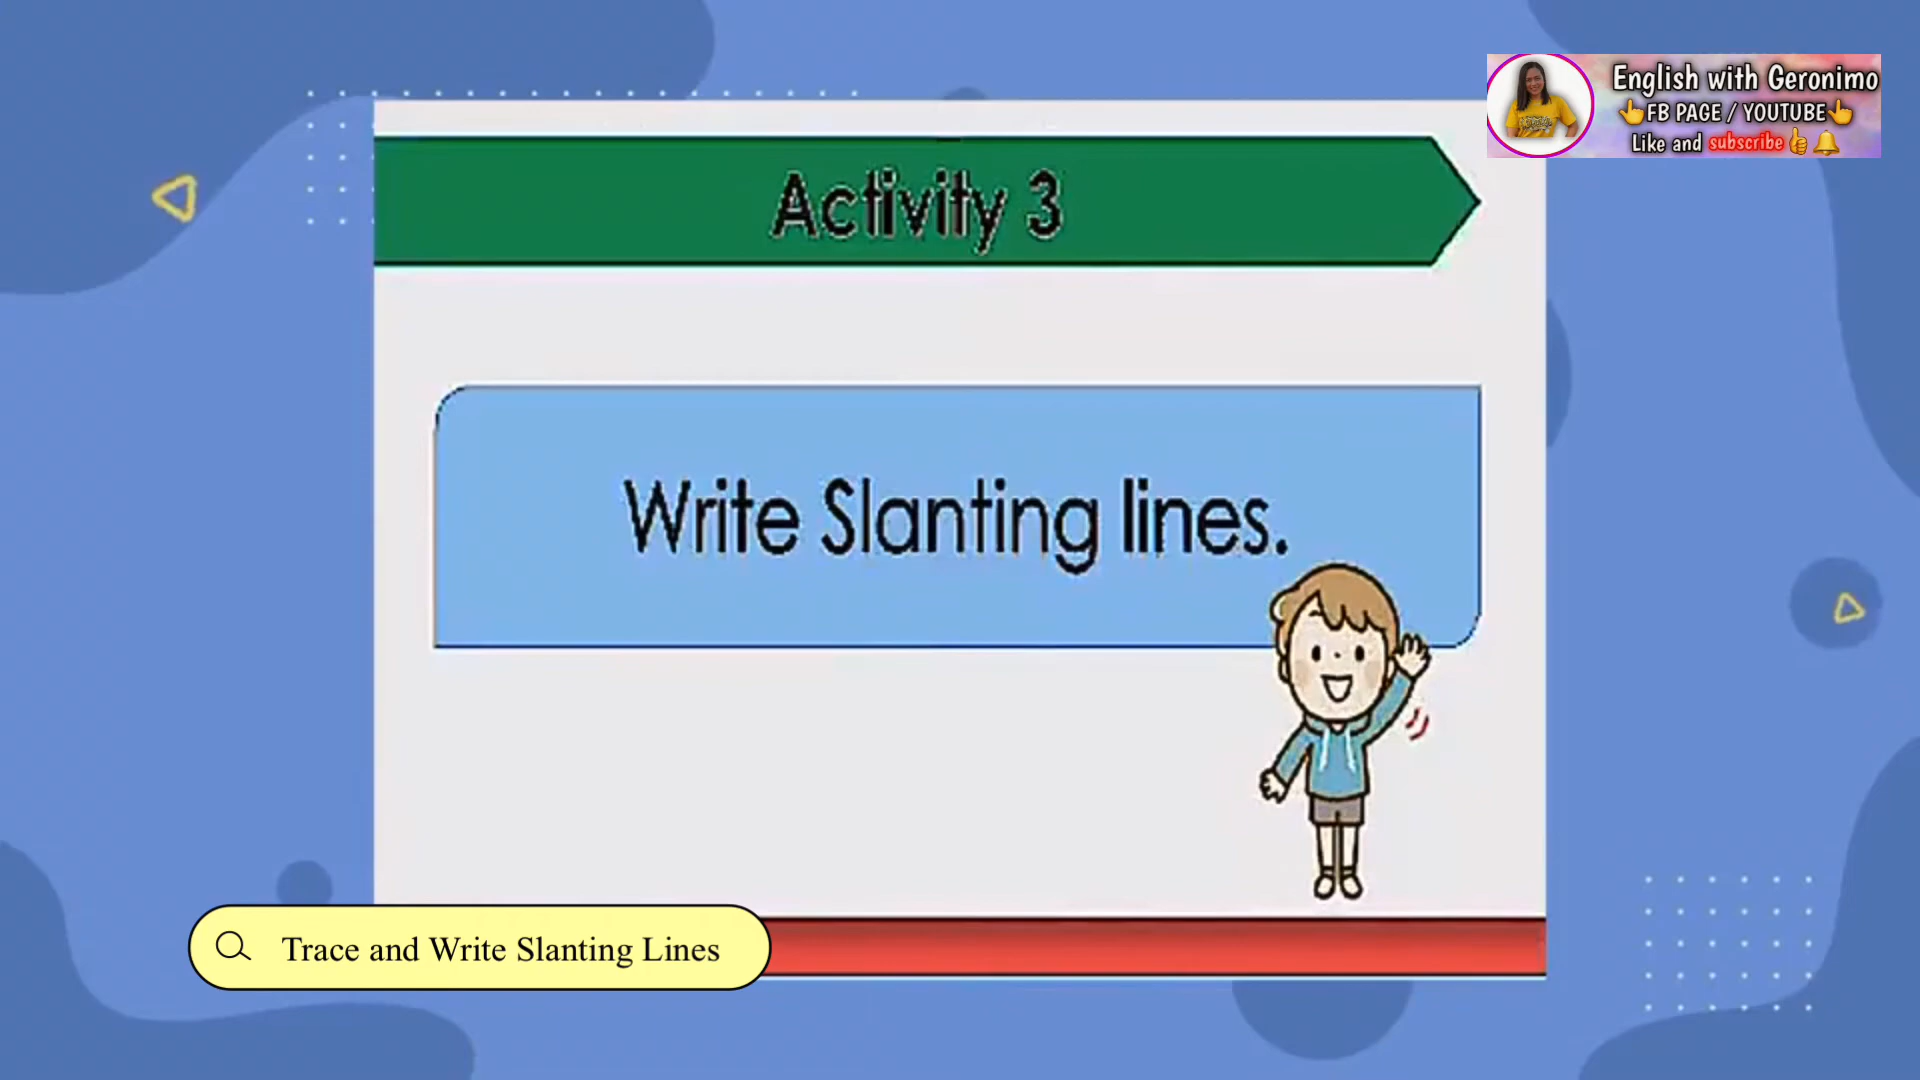 English with Geronimo
👆FB PAGE / YOUTUBE👆
Like and subscribe👍🔔
Activity 3
Write Slanting lines.
Trace and Write Slanting Lines